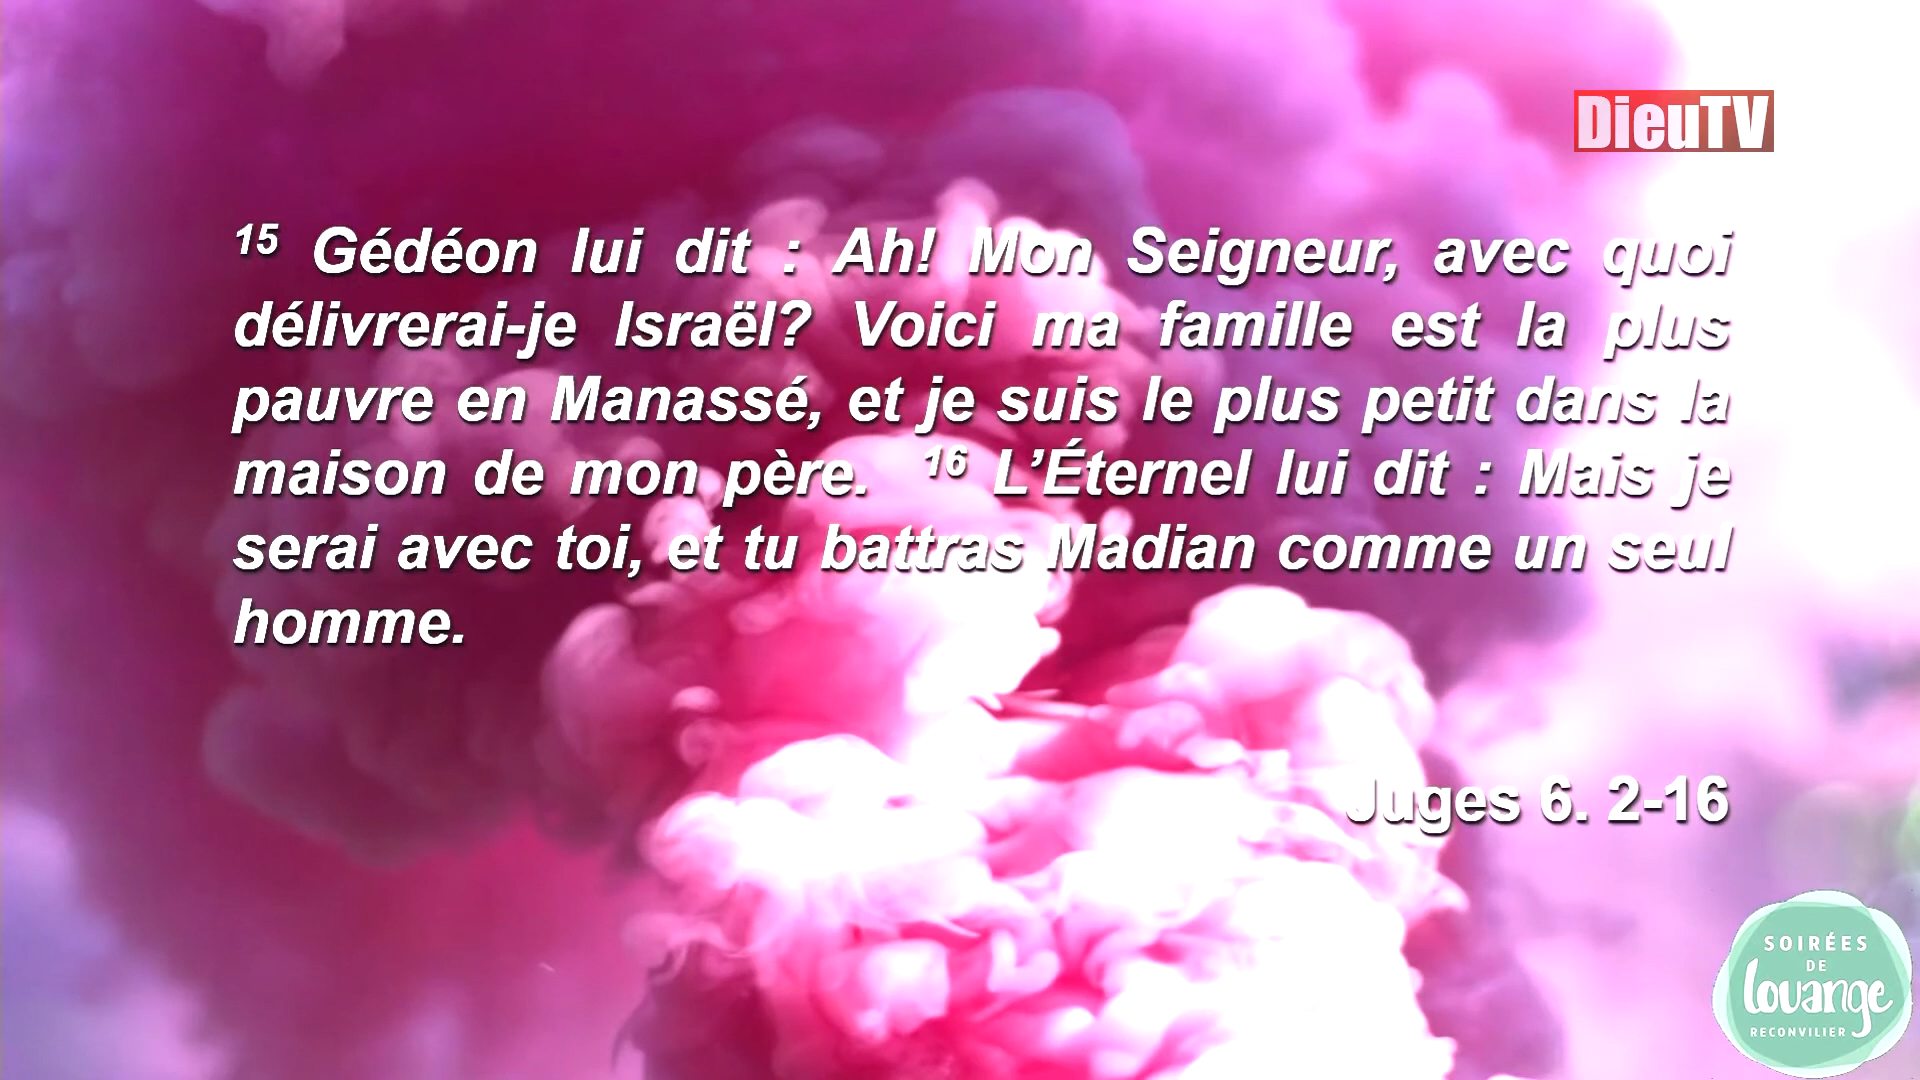 DieuTV
15 Gédéon lui dit : Ah! Mon Seigneur, avec quoi
délivrerai-je Israël? Voici ma famille est la plus
pauvre en Manassé, et je suis le plus petit dans la
maison de mon père. 16 L’Éternel lui dit : Mais je
serai avec toi, et tu battras Madian comme un seul
homme.
Juges 6. 2-16
SOIRÉES
DE
louange
RECONVILIER